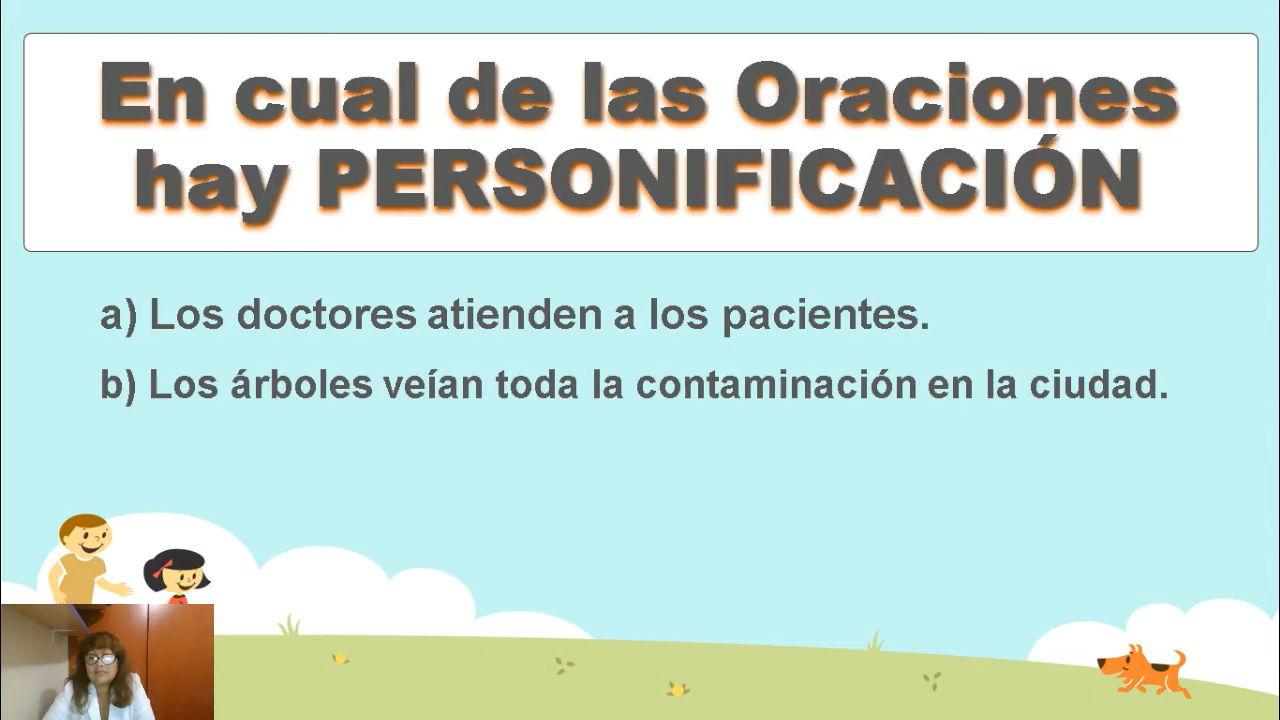 En cual de las Oraciones
hay PERSONIFICACIÓN
a) Los doctores atienden a los pacientes.
b) Los árboles veían toda la contaminación en la ciudad.